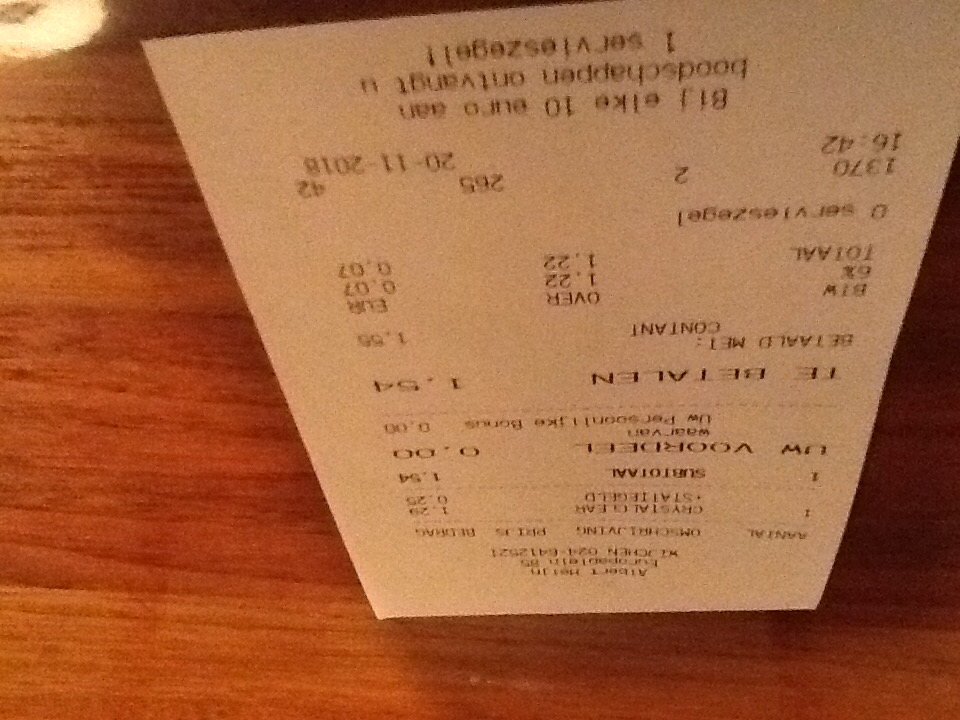 Albert Heijn
Europaplein 85
WIJCHEN 024-6412521
AANTAL OMSCHRIJVING PRIJS BEDRAG
1 CRYSTALCLEAR 1,29
+STATIEGELD 0,25
1 SUBTOTAAL 1,54
UW VOORDEEL 0,00
waarvan
Uw Persoonlijke Bonus 0,00
TE BETALEN 1,54
BETAALD MET:
CONTANT 1,55
BTW OVER EUR
6% 1,22 0,07
TOTAAL 1,22 0,07
0 servieszegel
1370 2 265 42
16:42 20-11-2018
Bij elke 10 euro aan
boodschappen ontvangt u
1 servieszegel!